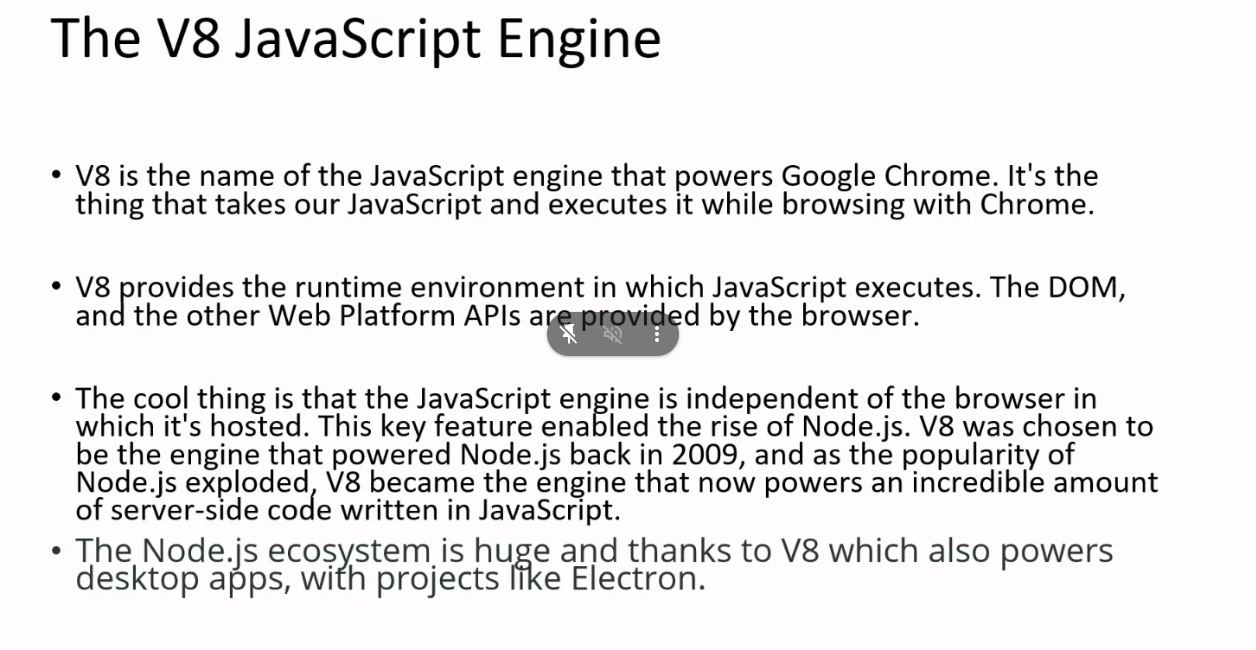 The V8 JavaScript Engine
• V8 is the name of the JavaScript engine that powers Google Chrome. It's the
thing that takes our JavaScript and executes it while browsing with Chrome.
• V8 provides the runtime environment in which JavaScript executes. The DOM,
and the other Web Platform APIs are provided by the browser.
• The cool thing is that the JavaScript engine is independent of the browser in
which it's hosted. This key feature enabled the rise of Node.js. V8 was chosen to
be the engine that powered Node.js back in 2009, and as the popularity of
Node.js exploded, V8 became the engine that now powers an incredible amount
of server-side code written in JavaScript.
• The Node.js ecosystem is huge and thanks to V8 which also powers
desktop apps, with projects like Electron.